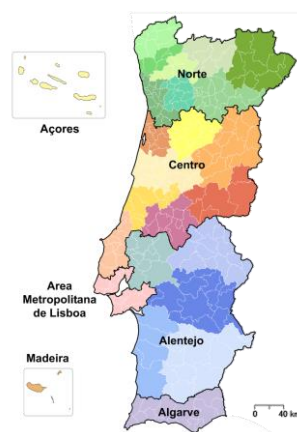 Norte
Açores
Centro
Area
Metropolitana
de Lisboa
Madeira
Alentejo
Algarve
0 40 km